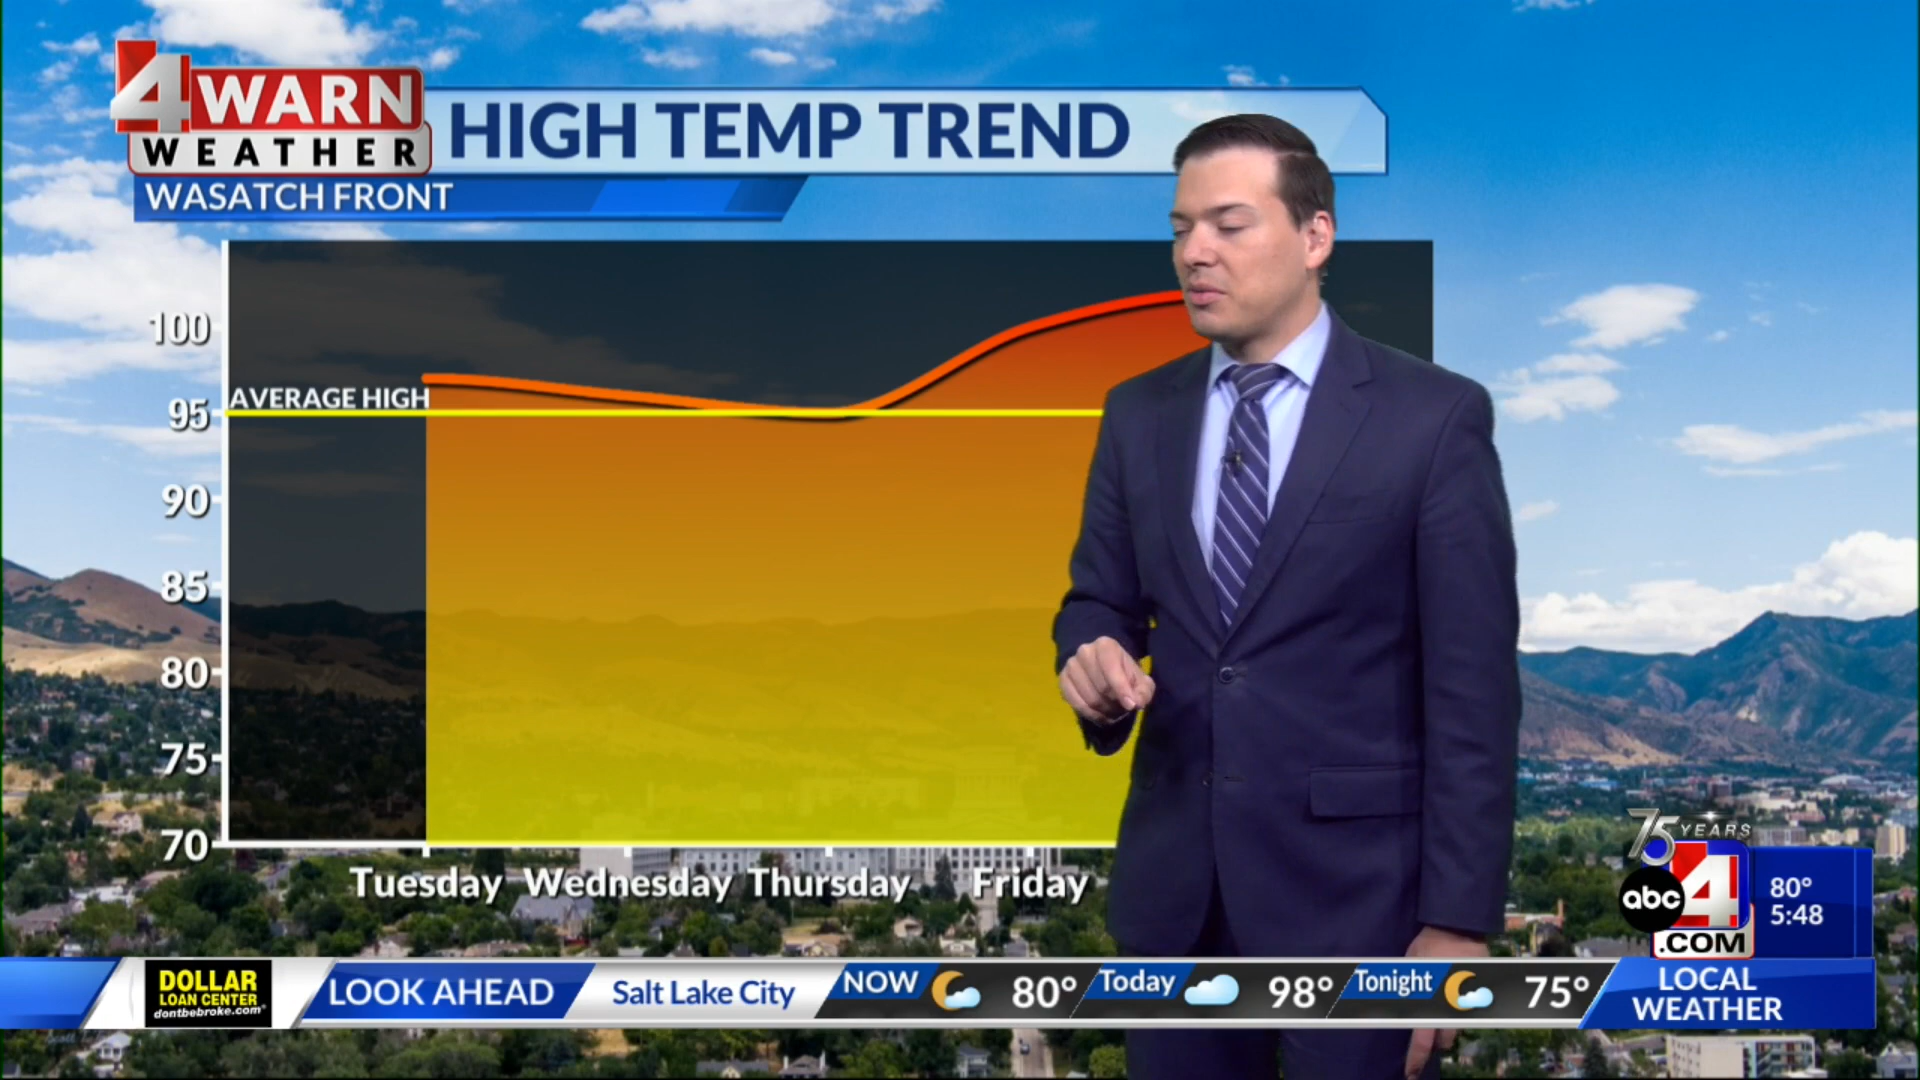 4WARN
WEATHER
HIGH TEMP TREND
WASATCH FRONT
100
AVERAGE HIGH
95
90
85
80
75
70
Tuesday Wednesday Thursday Friday
75 YEARS
abc 4
.COM
80°
5:48
DOLLAR
LOAN CENTER
dontbebroke.com
LOOK AHEAD
Salt Lake City
NOW 80°
Today 98°
Tonight 75°
LOCAL
WEATHER